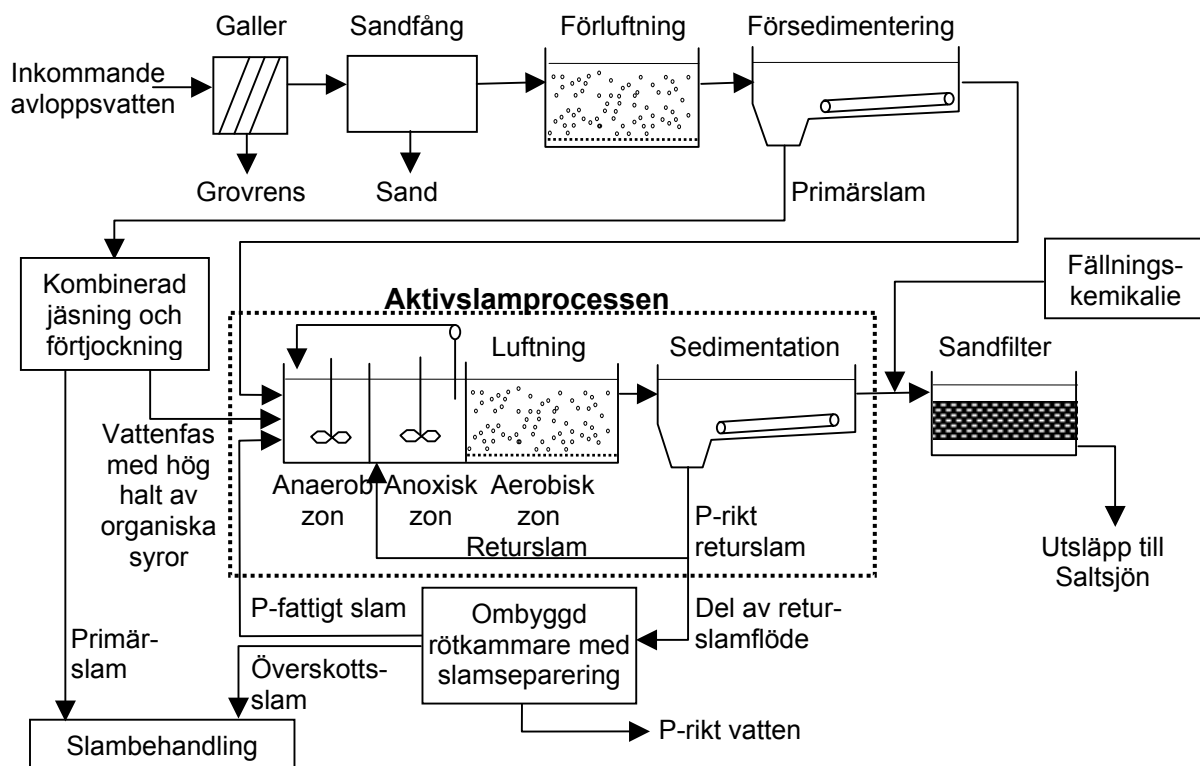 Galler
Sandfång
Förluftning
Försedimentering
Inkommande
avloppsvatten
Grovrens
Sand
Primärslam
Kombinerad
jäsning och
förtjockning
Fällnings-
kemikalie
Aktivslamprocessen
Luftning
Sedimentation
Sandfilter
Vattenfas
med hög
halt av
organiska
syror
Anaerob
zon
Anoxisk
zon
Aerobisk
zon
Returslam
P-rikt
returslam
Utsläpp till
Saltsjön
P-fattigt slam
Ombyggd
rötkammare med
slamseparering
Del av retur-
slamflöde
Primär-
slam
Överskotts-
slam
P-rikt vatten
Slambehandling